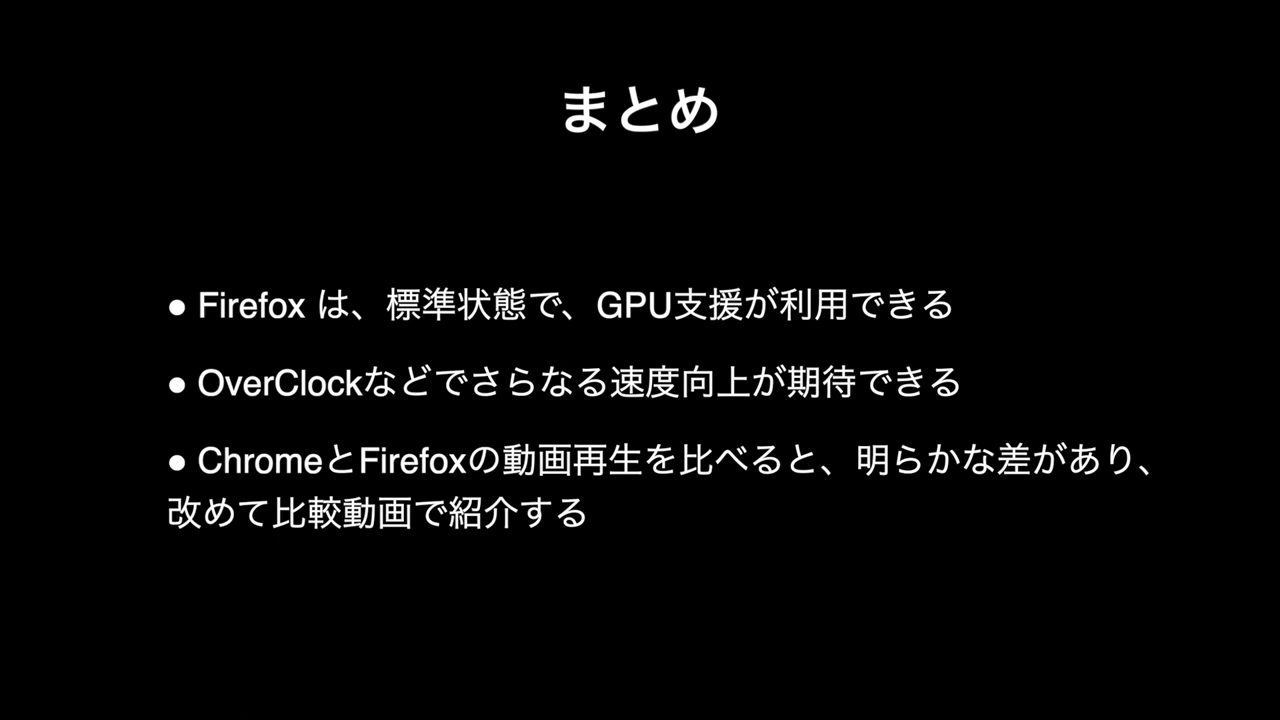 まとめ
● Firefox は、標準状態で、GPU支援が利用できる
● OverClockなどでさらなる速度向上が期待できる
● ChromeとFirefoxの動画再生を比べると、明らかな差があり、
改めて比較動画で紹介する